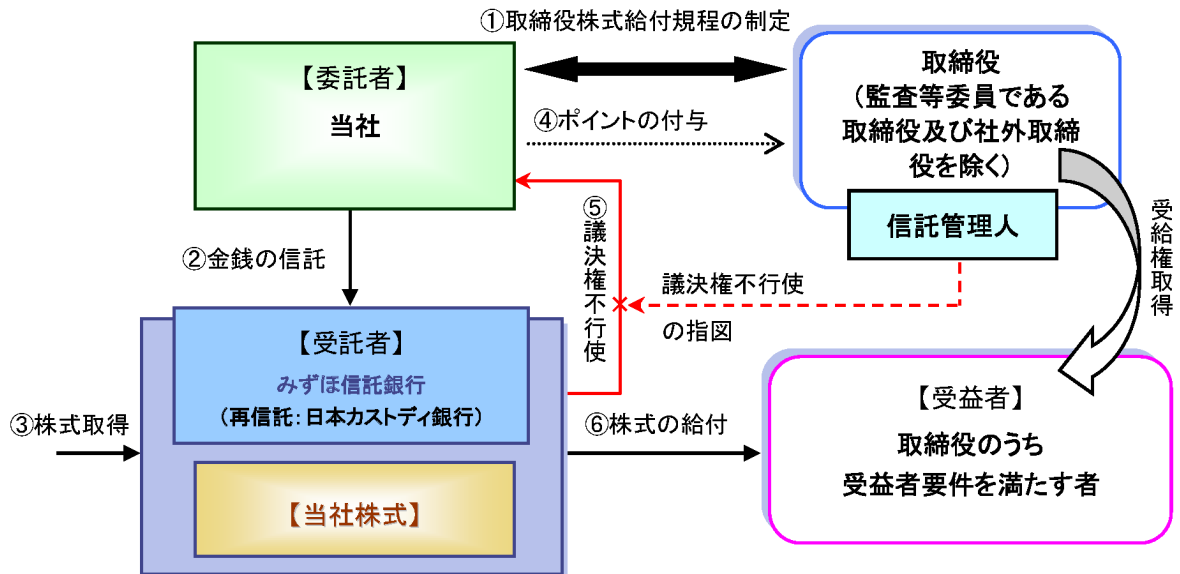 ①取締役株式給付規程の制定
【委託者】
当社
取締役
(監査等委員である
取締役及び社外取締
役を除く)
④ポイントの付与
信託管理人
②金銭の信託
⑤議決権不行使
議決権不行使
の指図
受給権取得
【受託者】
みずほ信託銀行
(再信託:日本カストディ銀行)
③株式取得
⑥株式の給付
【当社株式】
【受益者】
取締役のうち
受益者要件を満たす者